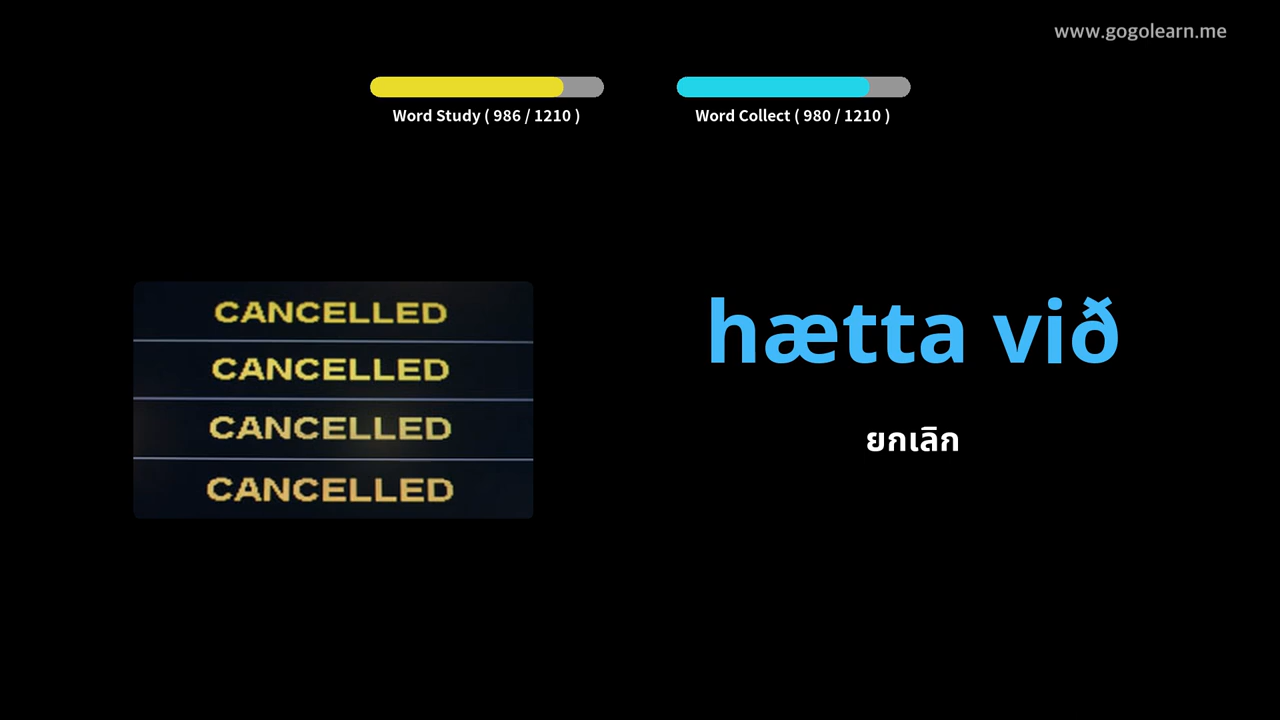 www.gogolearn.me
Word Study ( 986 / 1210 )
Word Collect ( 980 / 1210 )
CANCELLED
CANCELLED
CANCELLED
CANCELLED
hætta við
ยกเลิก